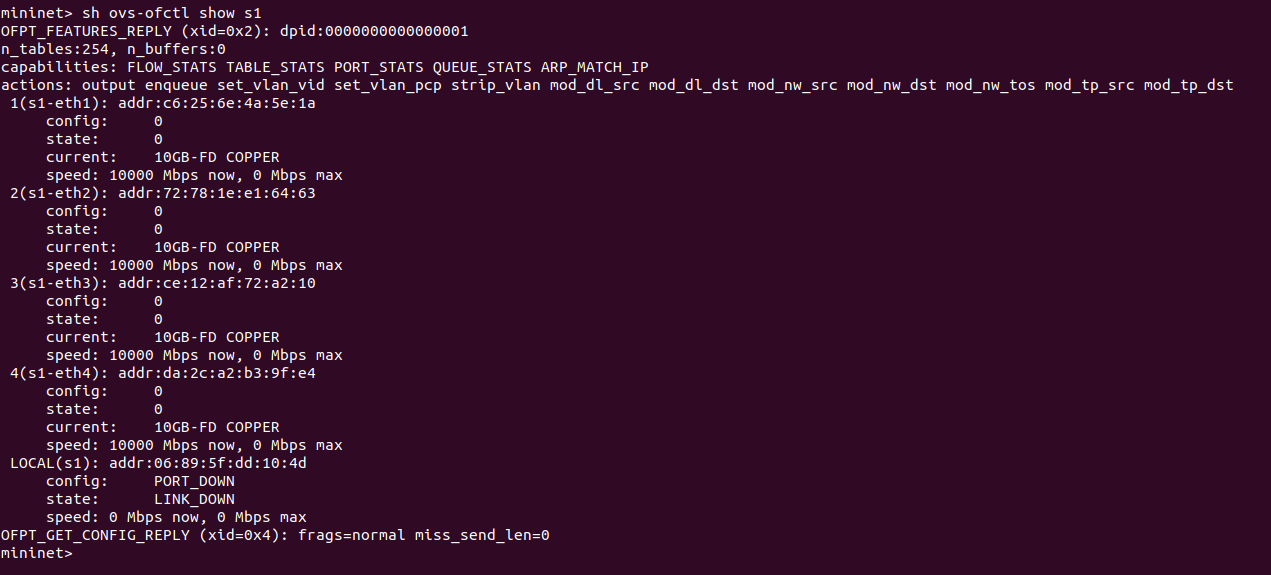 mininet> sh ovs-ofctl show s1
OFPT_FEATURES_REPLY (xid=0x2): dpid:0000000000000001
n_tables:254, n_buffers:0
capabilities: FLOW_STATS TABLE_STATS PORT_STATS QUEUE_STATS ARP_MATCH_IP
actions: output enqueue set_vlan_vid set_vlan_pcp strip_vlan mod_dl_src mod_dl_dst mod_nw_src mod_nw_dst mod_nw_tos mod_tp_src mod_tp_dst
 1(s1-eth1): addr:c6:25:6e:4a:5e:1a
     config:     0
     state:      0
     current:    10GB-FD COPPER
     speed: 10000 Mbps now, 0 Mbps max
 2(s1-eth2): addr:72:78:1e:e1:64:63
     config:     0
     state:      0
     current:    10GB-FD COPPER
     speed: 10000 Mbps now, 0 Mbps max
 3(s1-eth3): addr:ce:12:af:72:a2:10
     config:     0
     state:      0
     current:    10GB-FD COPPER
     speed: 10000 Mbps now, 0 Mbps max
 4(s1-eth4): addr:da:2c:a2:b3:9f:e4
     config:     0
     state:      0
     current:    10GB-FD COPPER
     speed: 10000 Mbps now, 0 Mbps max
 LOCAL(s1): addr:06:89:5f:dd:10:4d
     config:     PORT_DOWN
     state:      LINK_DOWN
     speed: 0 Mbps now, 0 Mbps max
OFPT_GET_CONFIG_REPLY (xid=0x4): frags=normal miss_send_len=0
mininet>